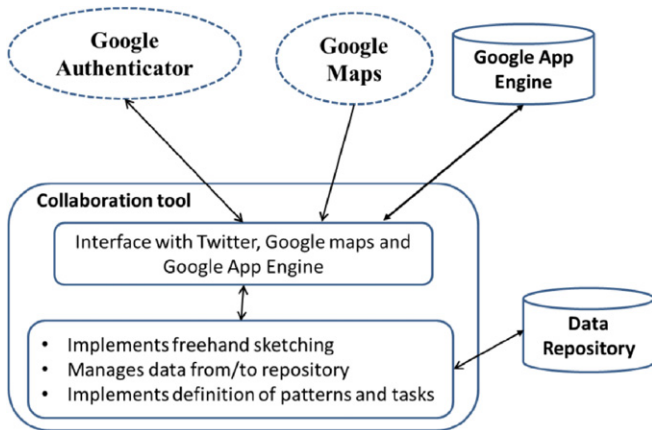 Google
Authenticator
Google
Maps
Google App
Engine
Collaboration tool
Interface with Twitter, Google maps and
Google App Engine
• Implements freehand sketching
• Manages data from/to repository
• Implements definition of patterns and tasks
Data
Repository